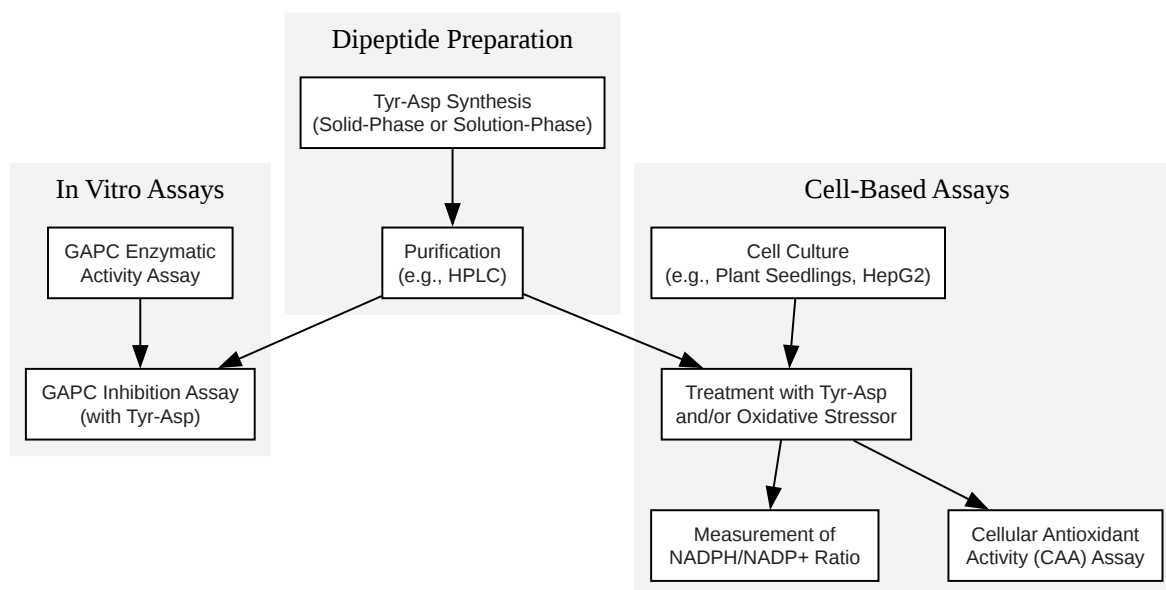 Dipeptide Preparation
Tyr-Asp Synthesis
(Solid-Phase or Solution-Phase)
Purification
(e.g., HPLC)
In Vitro Assays
GAPC Enzymatic
Activity Assay
GAPC Inhibition Assay
(with Tyr-Asp)
Cell-Based Assays
Cell Culture
(e.g., Plant Seedlings, HepG2)
Treatment with Tyr-Asp
and/or Oxidative Stressor
Measurement of
NADPH/NADP+ Ratio
Cellular Antioxidant
Activity (CAA) Assay